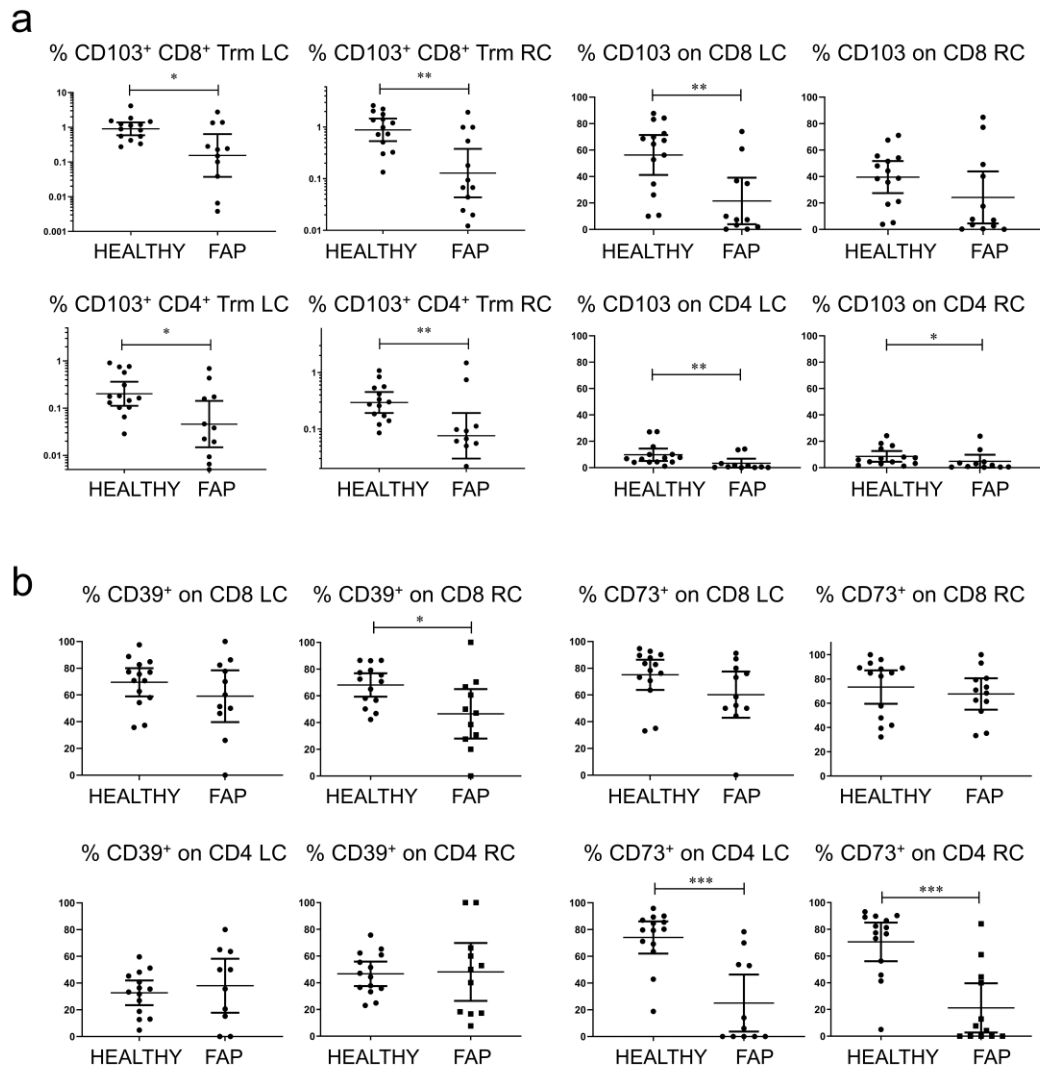 a
% CD103⁺ CD8⁺ Trm LC
% CD103⁺ CD8⁺ Trm RC
% CD103 on CD8 LC
% CD103 on CD8 RC
*
**
**
10
1
0.1
0.01
0.001
1
0.1
0.01
100
80
60
40
20
0
100
80
60
40
20
0
HEALTHY FAP
HEALTHY FAP
HEALTHY FAP
HEALTHY FAP
% CD103⁺ CD4⁺ Trm LC
% CD103⁺ CD4⁺ Trm RC
% CD103 on CD4 LC
% CD103 on CD4 RC
*
**
**
*
1
0.1
0.01
1
0.1
100
80
60
40
20
0
100
80
60
40
20
0
HEALTHY FAP
HEALTHY FAP
HEALTHY FAP
HEALTHY FAP
b
% CD39⁺ on CD8 LC
% CD39⁺ on CD8 RC
% CD73⁺ on CD8 LC
% CD73⁺ on CD8 RC
*
100
80
60
40
20
0
100
80
60
40
20
0
100
80
60
40
20
0
100
80
60
40
20
0
HEALTHY FAP
HEALTHY FAP
HEALTHY FAP
HEALTHY FAP
% CD39⁺ on CD4 LC
% CD39⁺ on CD4 RC
% CD73⁺ on CD4 LC
% CD73⁺ on CD4 RC
***
***
100
80
60
40
20
0
100
80
60
40
20
0
100
80
60
40
20
0
100
80
60
40
20
0
HEALTHY FAP
HEALTHY FAP
HEALTHY FAP
HEALTHY FAP